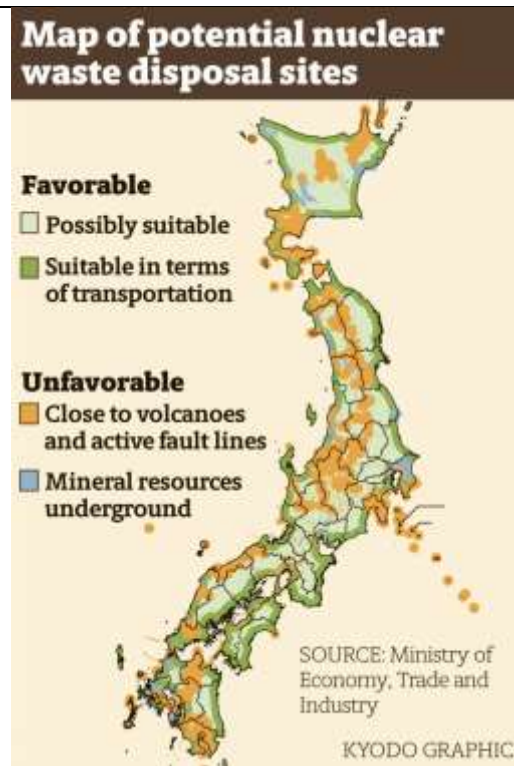 Map of potential nuclear
waste disposal sites
Favorable
Possibly suitable
Suitable in terms
of transportation
Unfavorable
Close to volcanoes
and active fault lines
Mineral resources
underground
SOURCE: Ministry of
Economy, Trade and
Industry
KYODO GRAPHIC